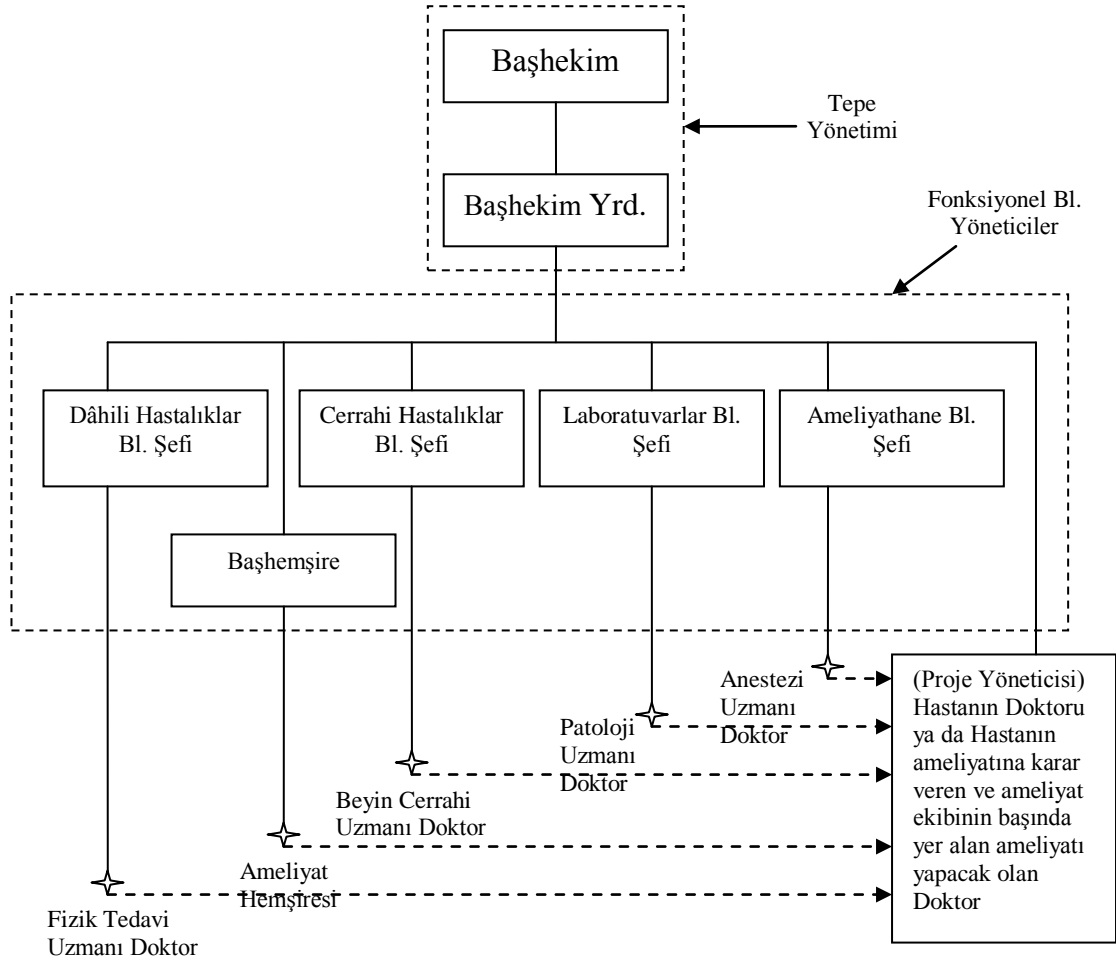 Başhekim
Tepe
Yönetimi
Başhekim Yrd.
Fonksiyonel Bl.
Yöneticiler
Dâhili Hastalıklar
Bl. Şefi
Cerrahi Hastalıklar
Bl. Şefi
Laboratuvarlar Bl.
Şefi
Ameliyathane Bl.
Şefi
Başhemşire
Anestezi
Uzmanı
Doktor
Patoloji
Uzmanı
Doktor
Beyin Cerrahi
Uzmanı Doktor
Ameliyat
Hemşiresi
Fizik Tedavi
Uzmanı Doktor
(Proje Yöneticisi)
Hastanın Doktoru
ya da Hastanın
ameliyatına karar
veren ve ameliyat
ekibinin başında
yer alan ameliyatı
yapacak olan
Doktor